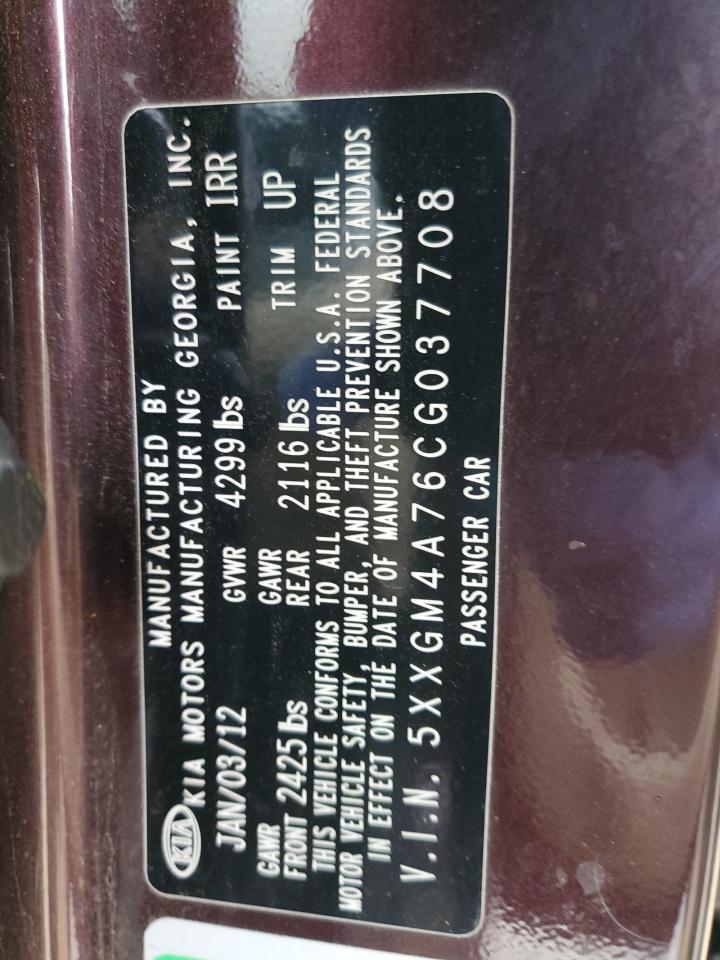 MANUFACTURED BY
KIA KIA MOTORS MANUFACTURING GEORGIA, INC.
JAN/03/12 GVWR 4299 lbs PAINT IRR
GAWR FRONT 2425 lbs GAWR REAR 2116 lbs TRIM UP
THIS VEHICLE CONFORMS TO ALL APPLICABLE U.S.A. FEDERAL
MOTOR VEHICLE SAFETY, BUMPER, AND THEFT PREVENTION STANDARDS
IN EFFECT ON THE DATE OF MANUFACTURE SHOWN ABOVE.
V.I.N. 5XXGM4A76CG037708
PASSENGER CAR